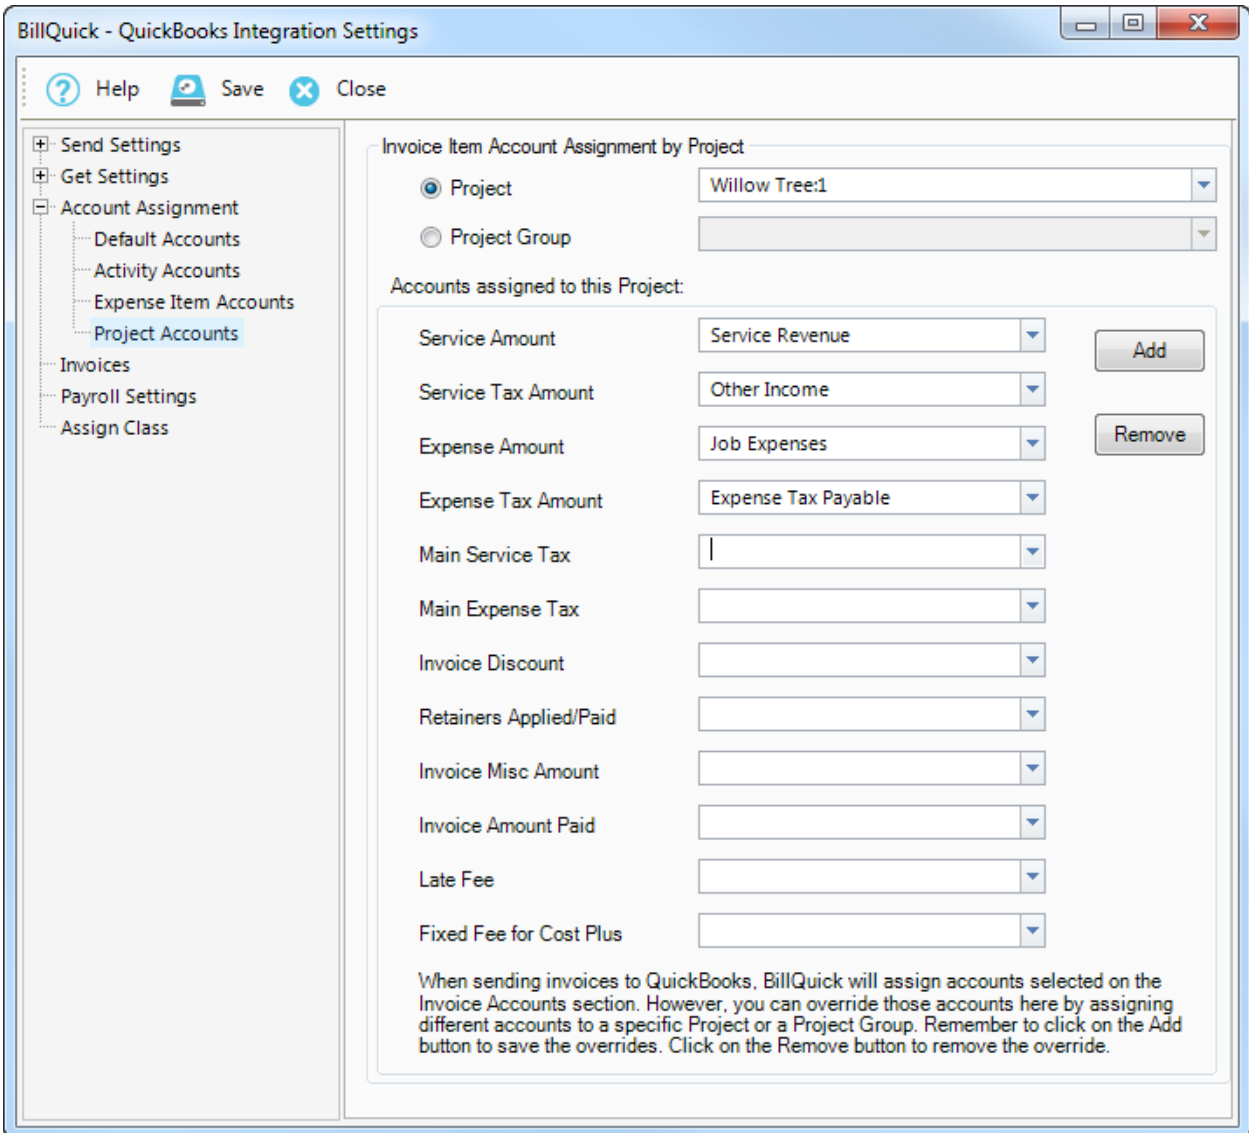 BillQuick - QuickBooks Integration Settings
Help Save Close
Send Settings
Get Settings
Account Assignment
Default Accounts
Activity Accounts
Expense Item Accounts
Project Accounts
Invoices
Payroll Settings
Assign Class
Invoice Item Account Assignment by Project
Project Willow Tree:1
Project Group
Accounts assigned to this Project:
Service Amount Service Revenue
Add
Service Tax Amount Other Income
Expense Amount Job Expenses
Remove
Expense Tax Amount Expense Tax Payable
Main Service Tax
Main Expense Tax
Invoice Discount
Retainers Applied/Paid
Invoice Misc Amount
Invoice Amount Paid
Late Fee
Fixed Fee for Cost Plus
When sending invoices to QuickBooks, BillQuick will assign accounts selected on the
Invoice Accounts section. However, you can override those accounts here by assigning
different accounts to a specific Project or a Project Group. Remember to click on the Add
button to save the overrides. Click on the Remove button to remove the override.